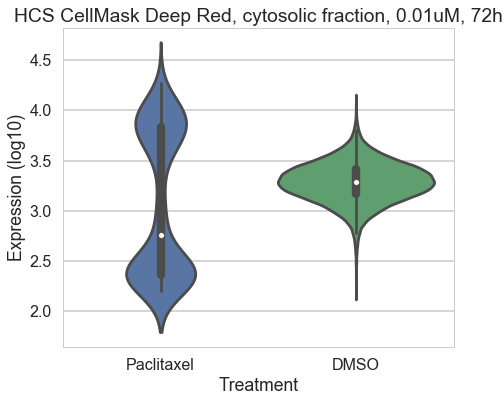 HCS CellMask Deep Red, cytosolic fraction, 0.01uM, 72h
4.5
4.0
3.5
3.0
2.5
2.0
Expression (log10)
Paclitaxel
DMSO
Treatment